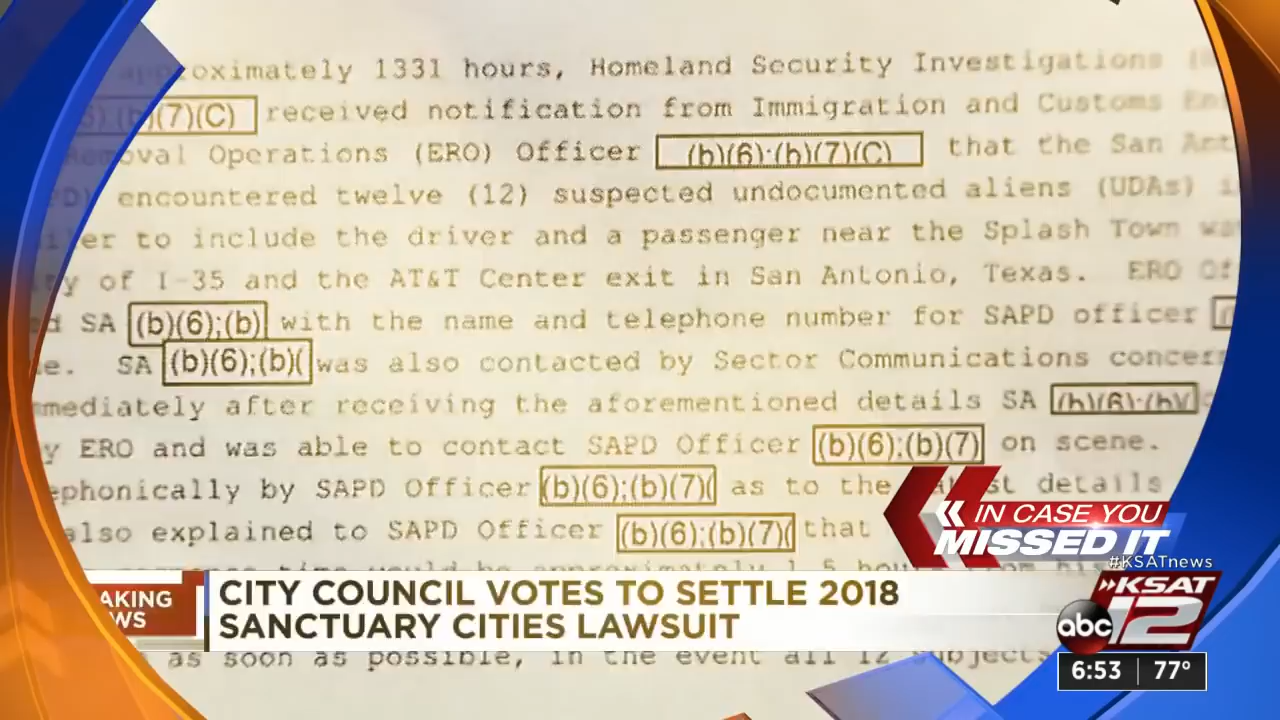 approximately 1331 hours, Homeland Security Investigations
(b)(7)(C) received notification from Immigration and Customs
Removal Operations (ERO) Officer (b)(6);(b)(7)(C) that the San
encountered twelve (12) suspected undocumented aliens (UDAs)
to include the driver and a passenger near the Splash Town
of I-35 and the AT&T Center exit in San Antonio, Texas. ERO
SA (b)(6);(b) with the name and telephone number for SAPD officer
SA (b)(6);(b)( was also contacted by Sector Communications
after receiving the aforementioned details SA (b)(6);(b)(
ERO and was able to contact SAPD Officer (b)(6);(b)(7) on scene.
by SAPD Officer (b)(6);(b)(7)( as to the details
also explained to SAPD Officer (b)(6);(b)(7)( that
as soon as possible, in the event all 12 subjects
« IN CASE YOU
MISSED IT
#KSATnews
AKING
WS
CITY COUNCIL VOTES TO SETTLE 2018
SANCTUARY CITIES LAWSUIT
»KSAT
abc 12
6:53 77°